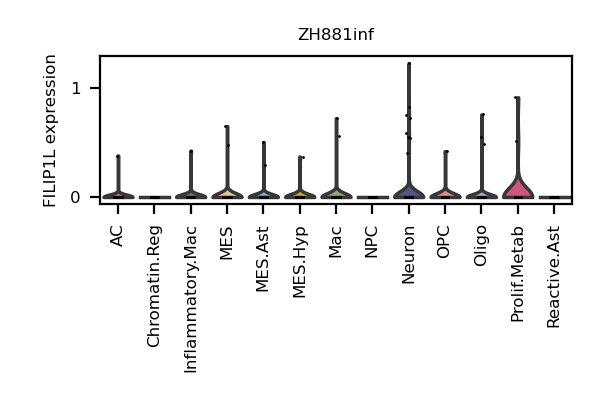 ZH881inf
FILIP1L expression
1
0
AC
Chromatin.Reg
Inflammatory.Mac
MES
MES.Ast
MES.Hyp
Mac
NPC
Neuron
OPC
Oligo
Prolif.Metab
Reactive.Ast